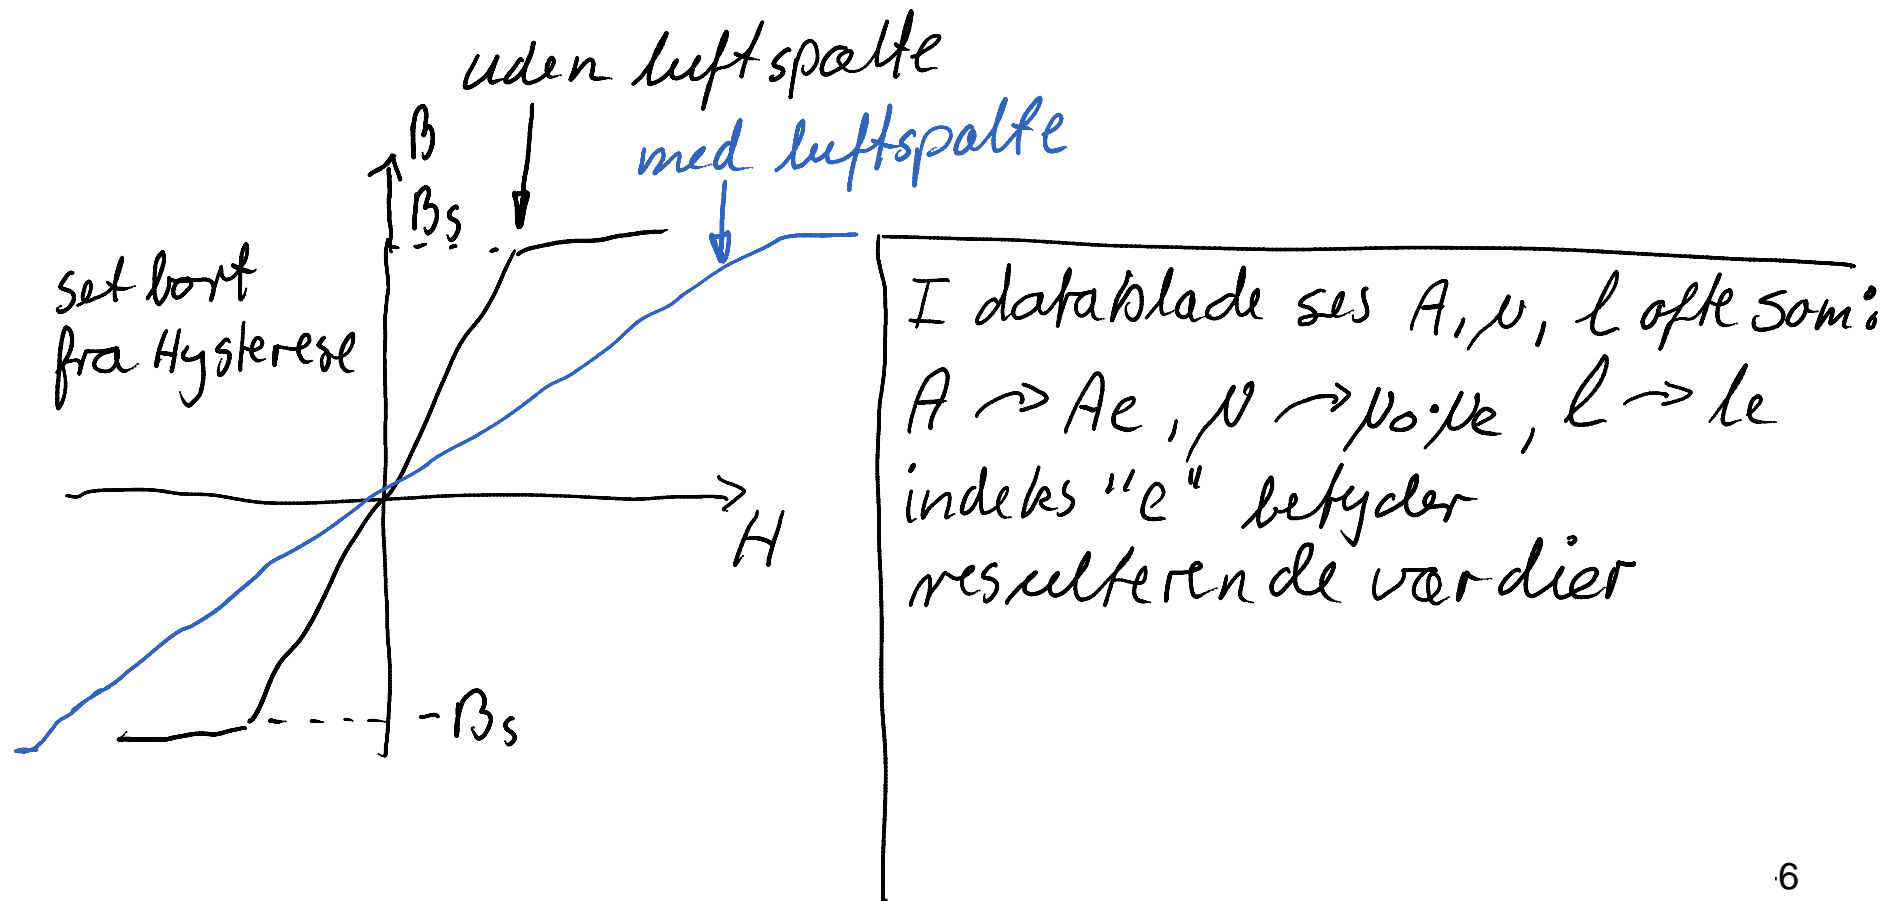 uden luftspalte
med luftspalte
B
Bs
set bort
fra Hysterese
H
-Bs
I datablade ses A, μ, l ofte som:
A → Ae, μ → μo·μe, l → le
indeks "e" betyder
resulterende værdier
6